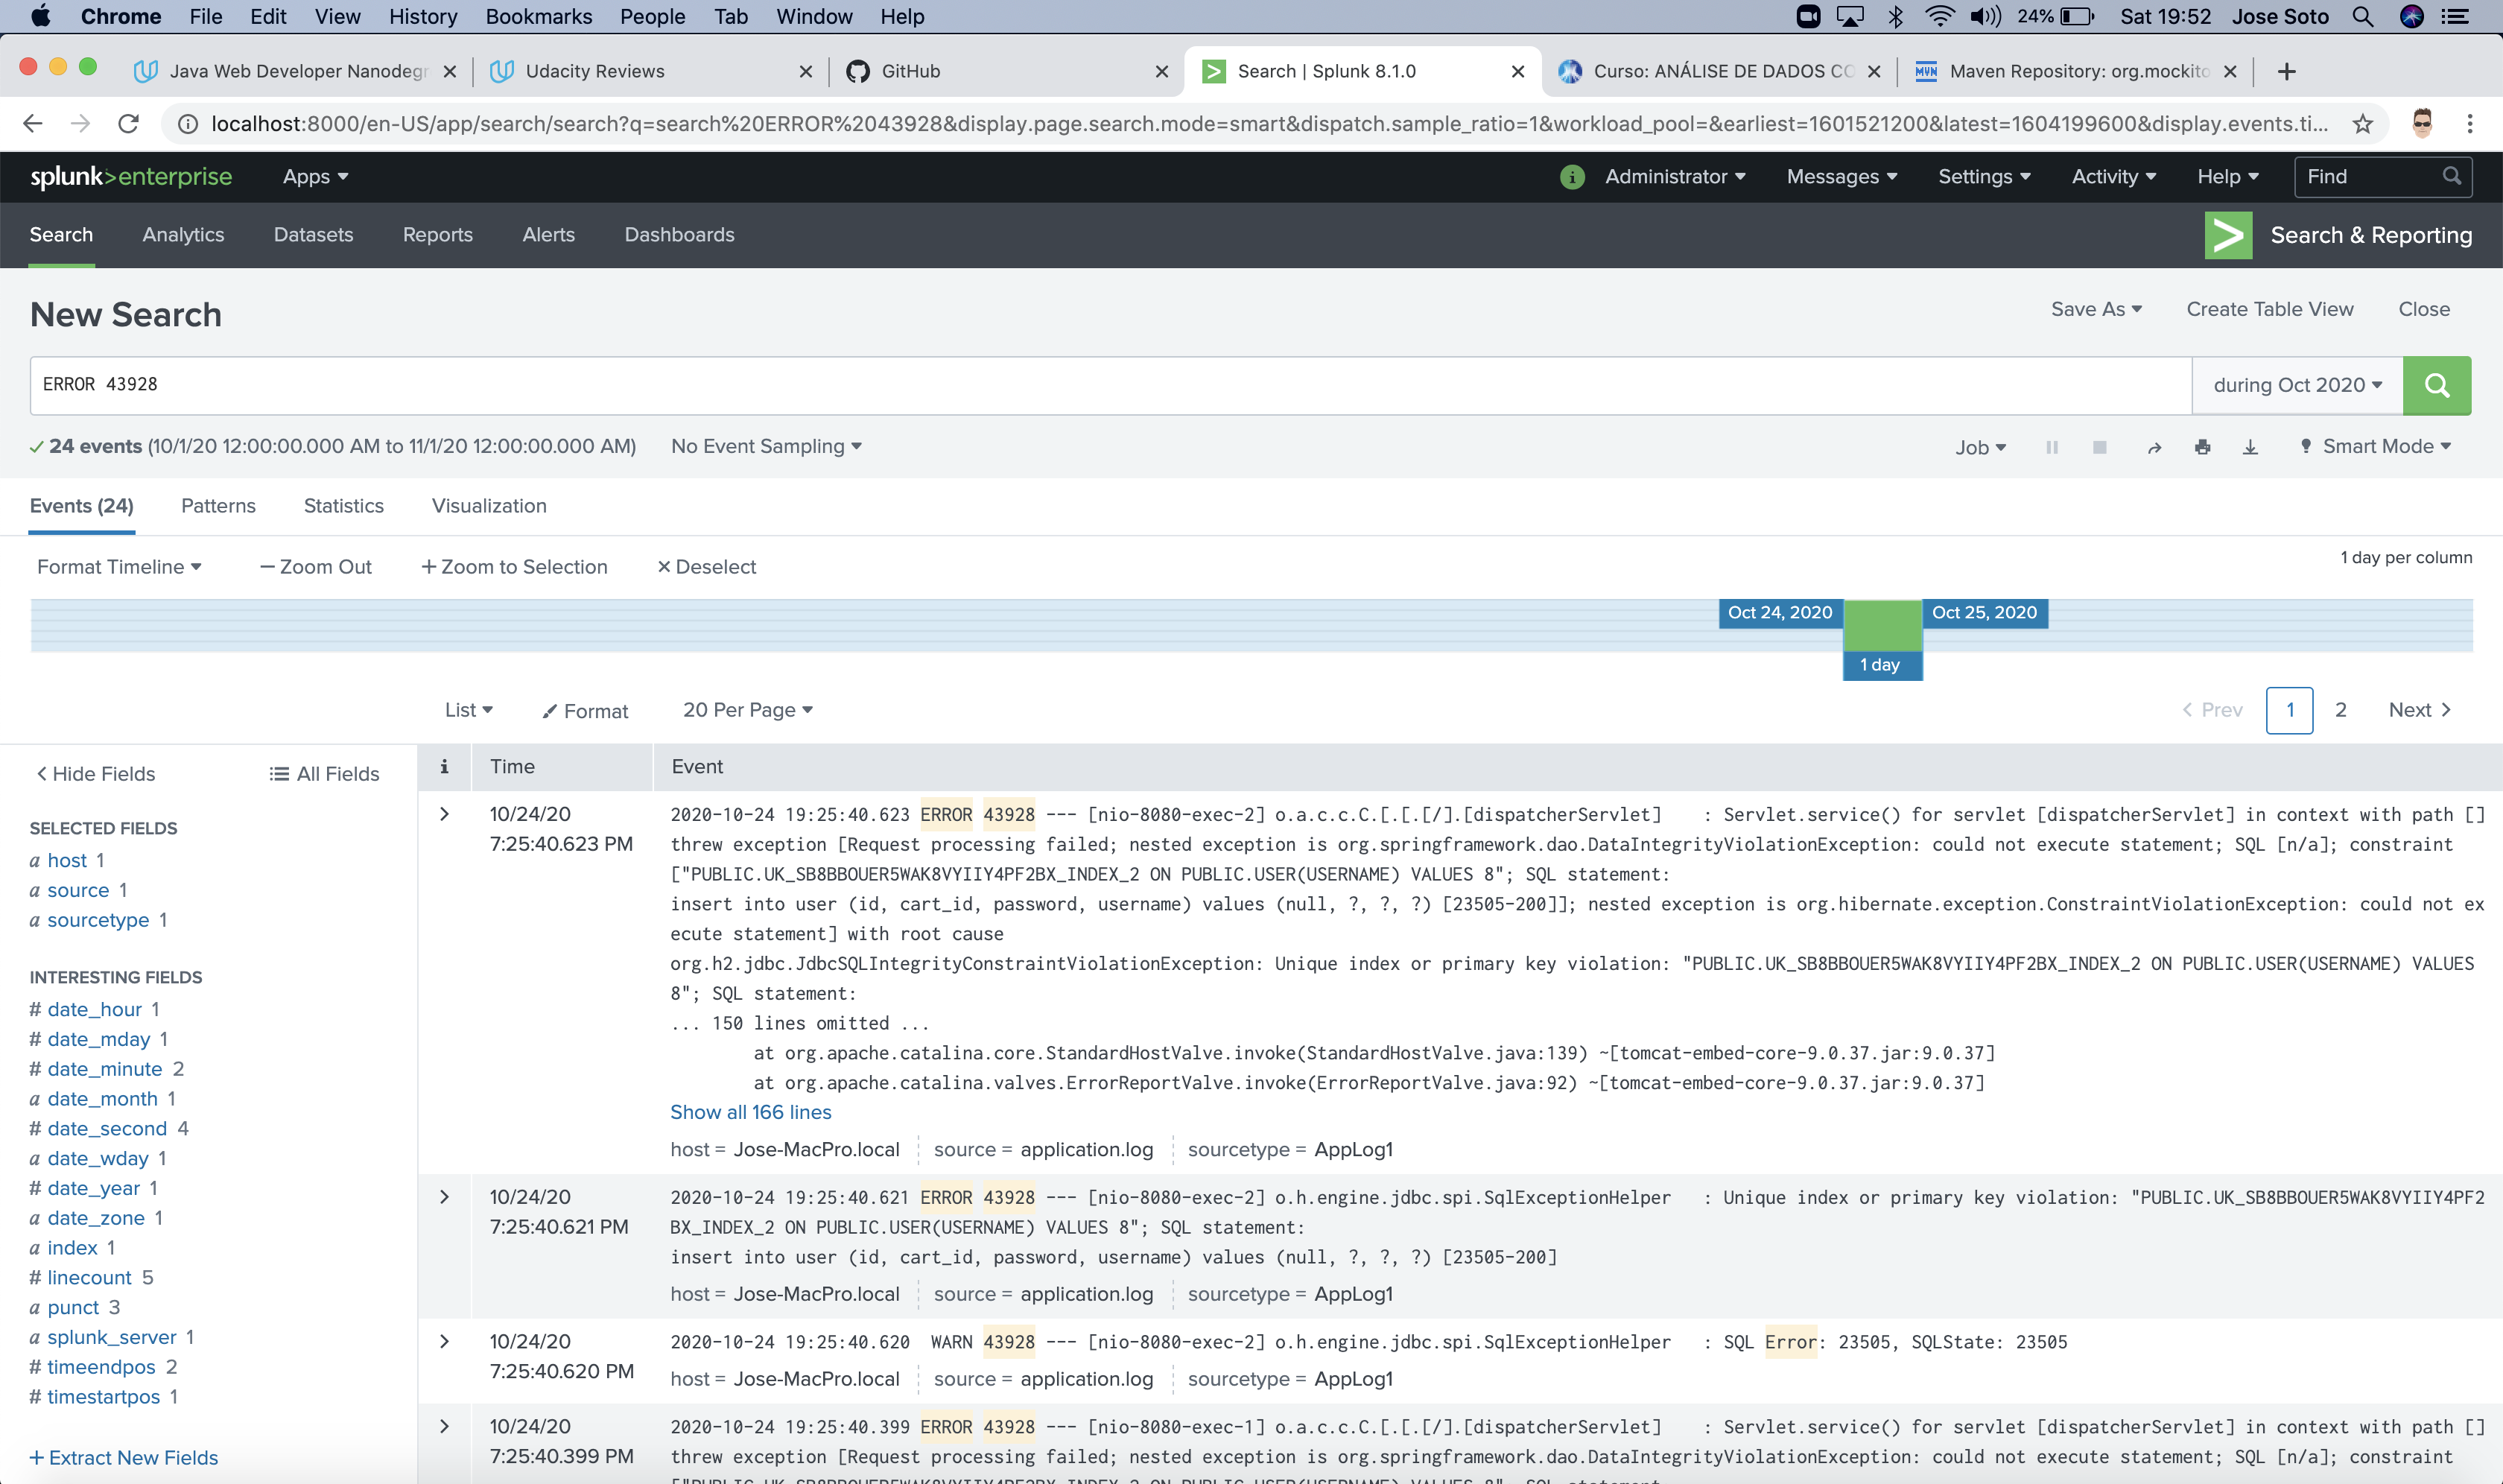 Chrome File Edit View History Bookmarks People Tab Window Help 24% Sat 19:52 Jose Soto
Java Web Developer Nanodegr Udacity Reviews GitHub Search | Splunk 8.1.0 Curso: ANÁLISE DE DADOS CO Maven Repository: org.mockito
localhost:8000/en-US/app/search/search?q=search%20ERROR%2043928&display.page.search.mode=smart&dispatch.sample_ratio=1&workload_pool=&earliest=1601521200&latest=1604199600&display.events.ti...
splunk>enterprise Apps i Administrator Messages Settings Activity Help Find
Search Analytics Datasets Reports Alerts Dashboards > Search & Reporting
New Search Save As Create Table View Close
ERROR 43928 during Oct 2020
24 events (10/1/20 12:00:00.000 AM to 11/1/20 12:00:00.000 AM) No Event Sampling Job Smart Mode
Events (24) Patterns Statistics Visualization
Format Timeline — Zoom Out + Zoom to Selection × Deselect 1 day per column
Oct 24, 2020 Oct 25, 2020
1 day
List Format 20 Per Page < Prev 1 2 Next >
< Hide Fields All Fields
i Time Event
SELECTED FIELDS
a host 1
a source 1
a sourcetype 1
INTERESTING FIELDS
# date_hour 1
# date_mday 1
# date_minute 2
a date_month 1
# date_second 4
a date_wday 1
# date_year 1
a date_zone 1
a index 1
# linecount 5
a punct 3
a splunk_server 1
# timeendpos 2
# timestartpos 1
+ Extract New Fields
> 10/24/20
7:25:40.623 PM
2020-10-24 19:25:40.623 ERROR 43928 --- [nio-8080-exec-2] o.a.c.c.C.[.[.[/].[dispatcherServlet] : Servlet.service() for servlet [dispatcherServlet] in context with path []
threw exception [Request processing failed; nested exception is org.springframework.dao.DataIntegrityViolationException: could not execute statement; SQL [n/a]; constraint
["PUBLIC.UK_SB8BBOUER5WAK8VYIIY4PF2BX_INDEX_2 ON PUBLIC.USER(USERNAME) VALUES 8"; SQL statement:
insert into user (id, cart_id, password, username) values (null, ?, ?, ?) [23505-200]]; nested exception is org.hibernate.exception.ConstraintViolationException: could not ex
ecute statement] with root cause
org.h2.jdbc.JdbcSQLIntegrityConstraintViolationException: Unique index or primary key violation: "PUBLIC.UK_SB8BBOUER5WAK8VYIIY4PF2BX_INDEX_2 ON PUBLIC.USER(USERNAME) VALUES
8"; SQL statement:
... 150 lines omitted ...
at org.apache.catalina.core.StandardHostValve.invoke(StandardHostValve.java:139) ~[tomcat-embed-core-9.0.37.jar:9.0.37]
at org.apache.catalina.valves.ErrorReportValve.invoke(ErrorReportValve.java:92) ~[tomcat-embed-core-9.0.37.jar:9.0.37]
Show all 166 lines
host = Jose-MacPro.local source = application.log sourcetype = AppLog1
> 10/24/20
7:25:40.621 PM
2020-10-24 19:25:40.621 ERROR 43928 --- [nio-8080-exec-2] o.h.engine.jdbc.spi.SqlExceptionHelper : Unique index or primary key violation: "PUBLIC.UK_SB8BBOUER5WAK8VYIIY4PF2
BX_INDEX_2 ON PUBLIC.USER(USERNAME) VALUES 8"; SQL statement:
insert into user (id, cart_id, password, username) values (null, ?, ?, ?) [23505-200]
host = Jose-MacPro.local source = application.log sourcetype = AppLog1
> 10/24/20
7:25:40.620 PM
2020-10-24 19:25:40.620 WARN 43928 --- [nio-8080-exec-2] o.h.engine.jdbc.spi.SqlExceptionHelper : SQL Error: 23505, SQLState: 23505
host = Jose-MacPro.local source = application.log sourcetype = AppLog1
> 10/24/20
7:25:40.399 PM
2020-10-24 19:25:40.399 ERROR 43928 --- [nio-8080-exec-1] o.a.c.c.C.[.[.[/].[dispatcherServlet] : Servlet.service() for servlet [dispatcherServlet] in context with path []
threw exception [Request processing failed; nested exception is org.springframework.dao.DataIntegrityViolationException: could not execute statement; SQL [n/a]; constraint